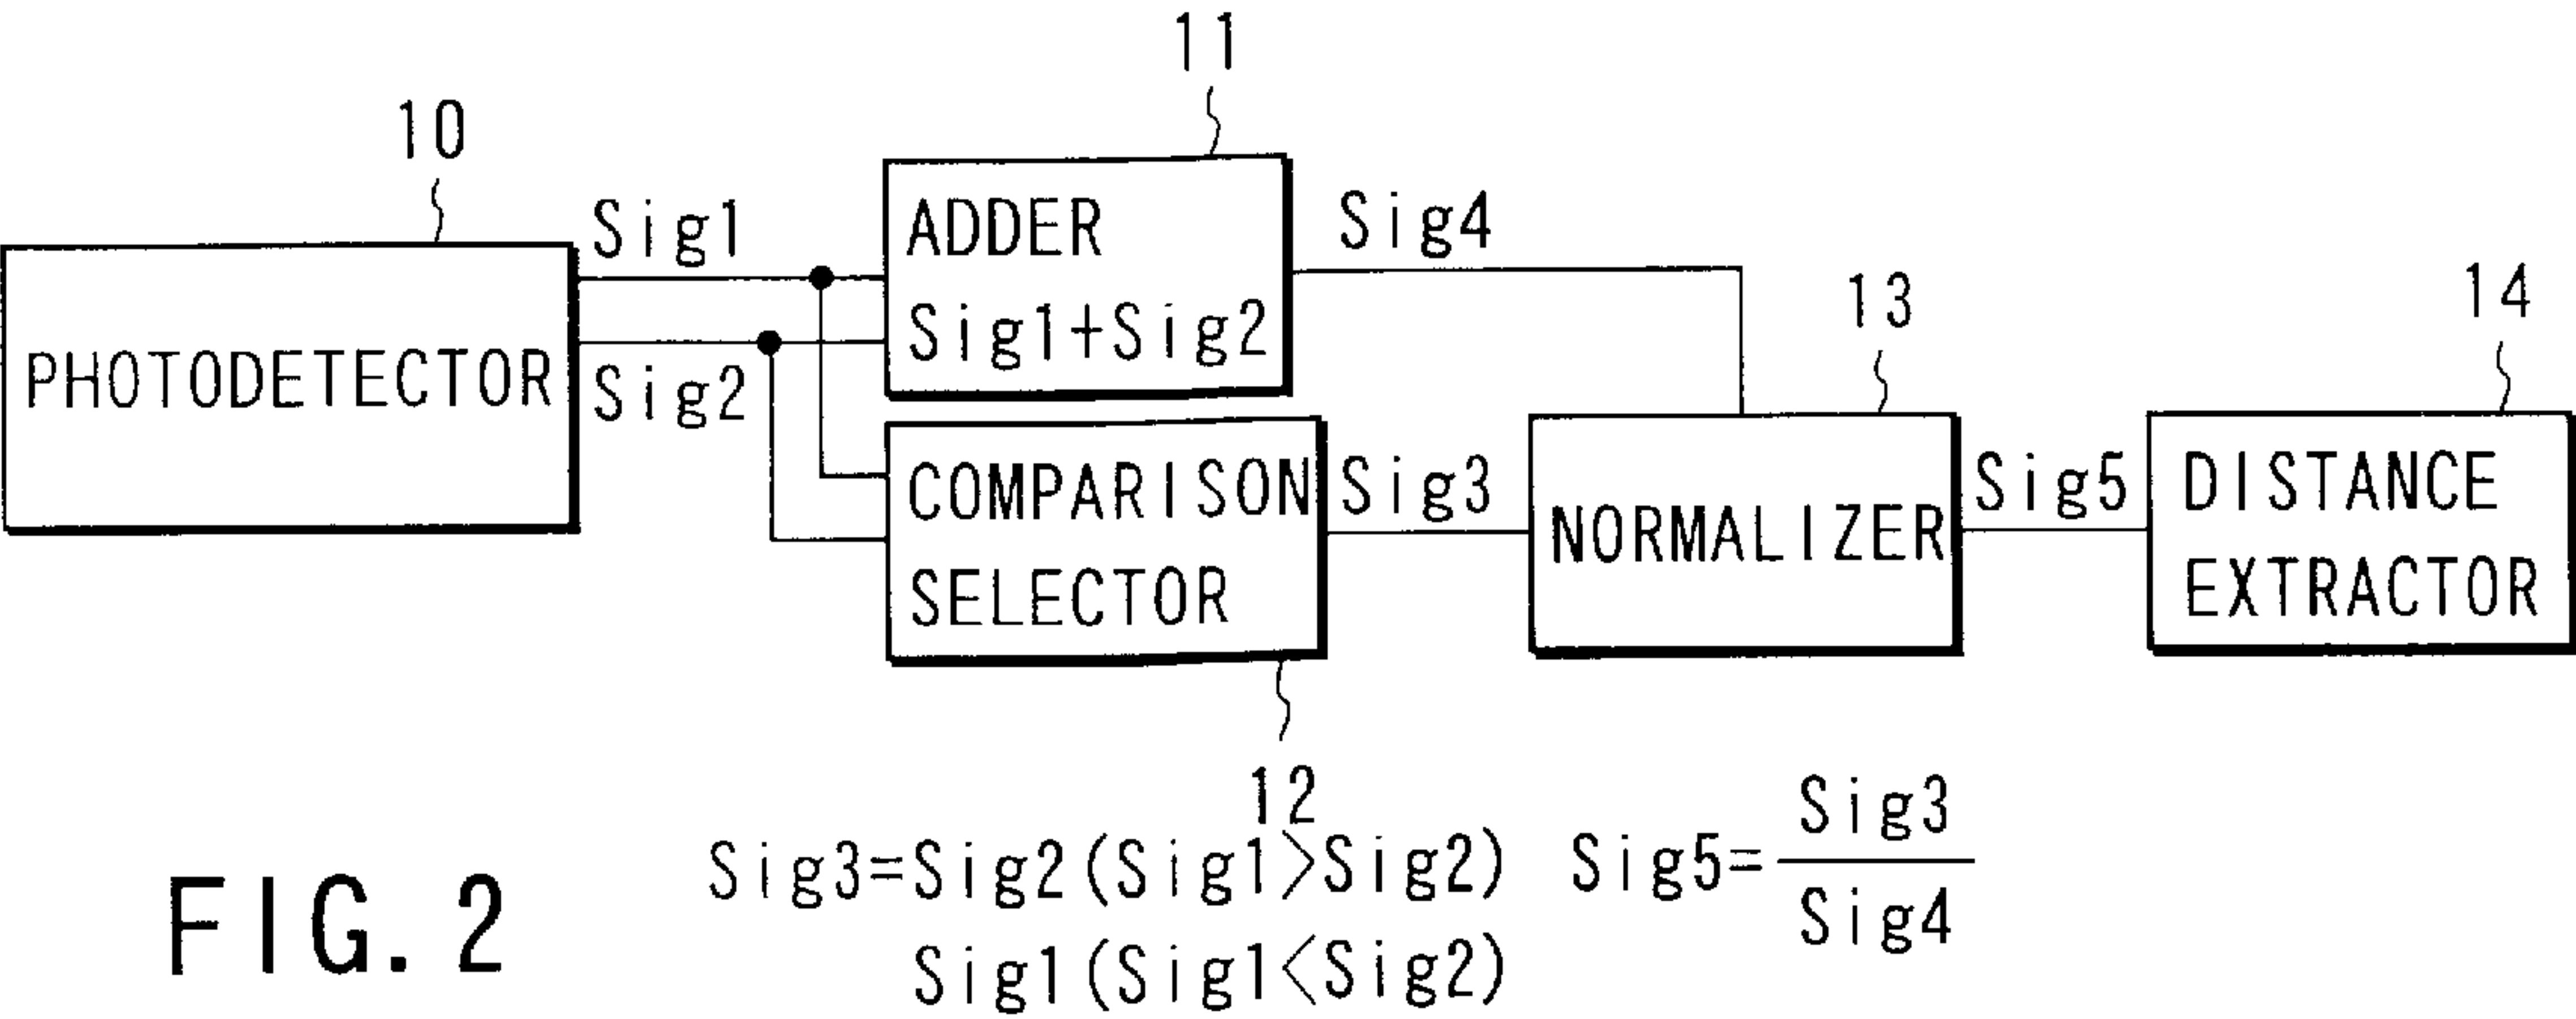 11
10
Sig1
ADDER
Sig4
Sig1+Sig2
13
14
PHOTODETECTOR
Sig2
COMPARISON
SELECTOR
Sig3
NORMALIZER
Sig5
DISTANCE
EXTRACTOR
12
Sig3=Sig2(Sig1>Sig2)
Sig1(Sig1<Sig2)
Sig5=
Sig3
Sig4
FIG. 2